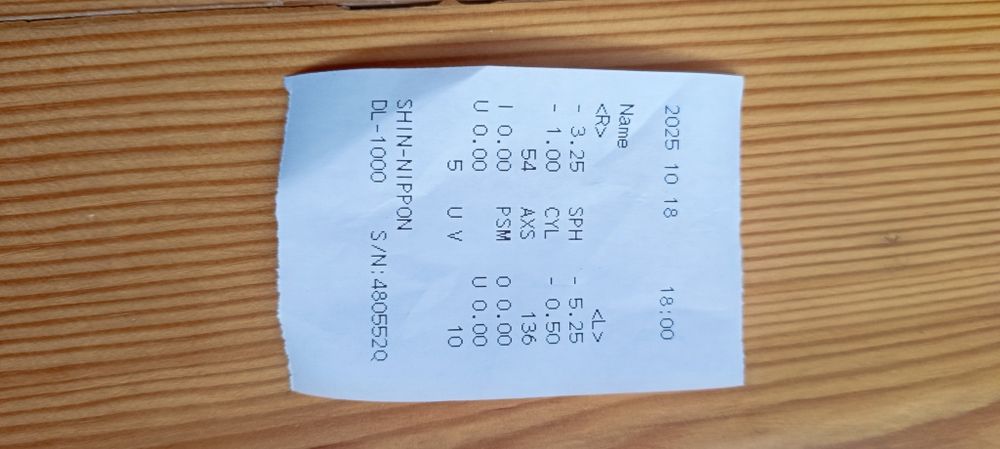 2025 10 18 18:00
Name
<R> <L>
- 3.25 SPH - 5.25
- 1.00 CYL - 0.50
54 AXS 136
I 0.00 PSM O 0.00
U 0.00 U 0.00
5 U V 10
SHIN-NIPPON
DL-1000 S/N:480552Q